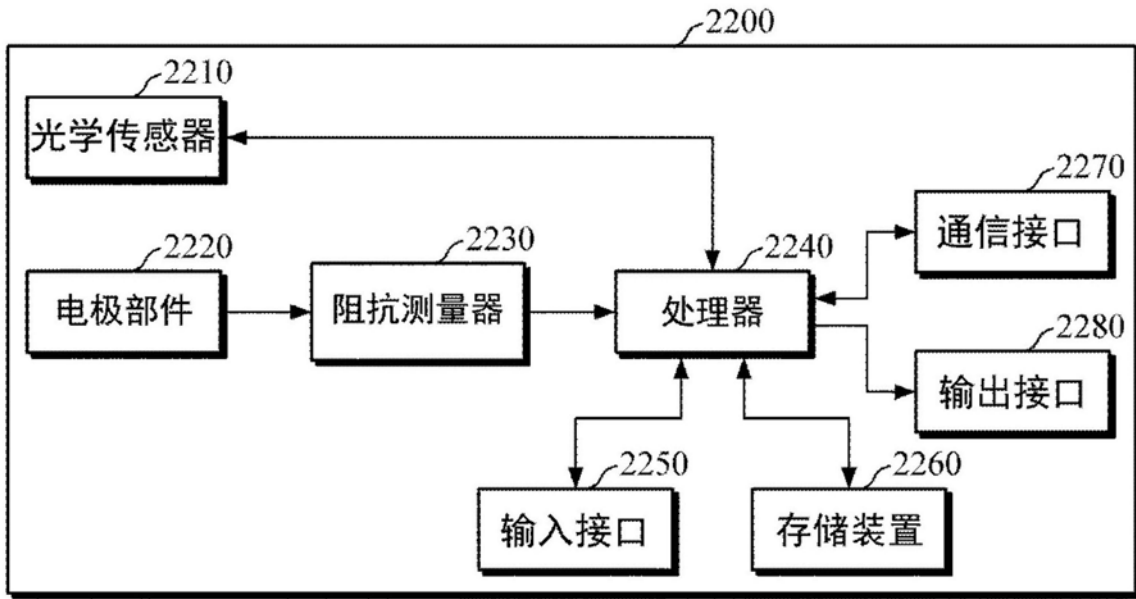 2200
2210
光学传感器
2220
电极部件
2230
阻抗测量器
2240
处理器
2270
通信接口
2280
输出接口
2250
输入接口
2260
存储装置